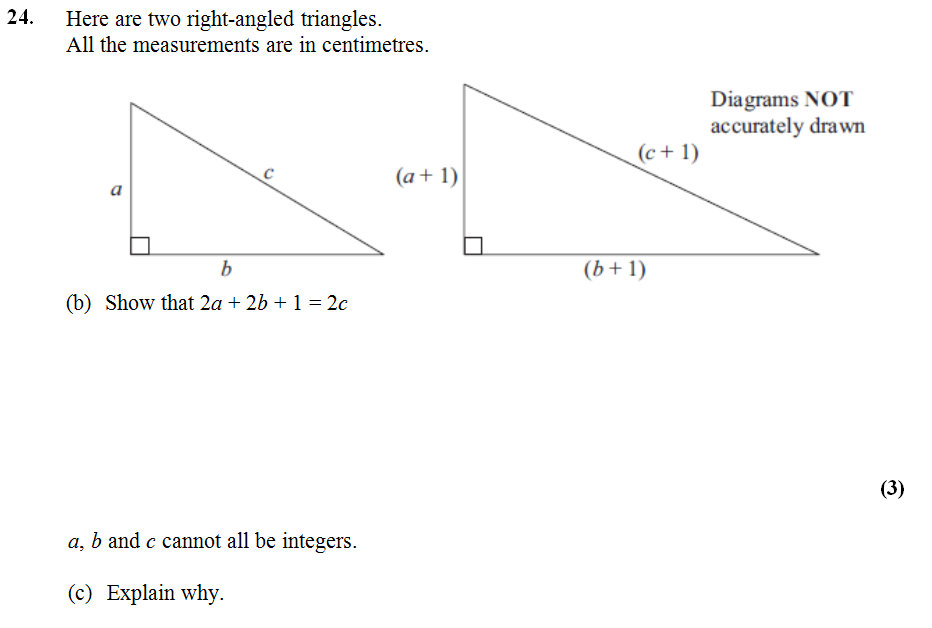 24. Here are two right-angled triangles.
All the measurements are in centimetres.
Diagrams NOT
accurately drawn
a
c
b
(a + 1)
(c + 1)
(b + 1)
(b) Show that 2a + 2b + 1 = 2c
(3)
a, b and c cannot all be integers.
(c) Explain why.